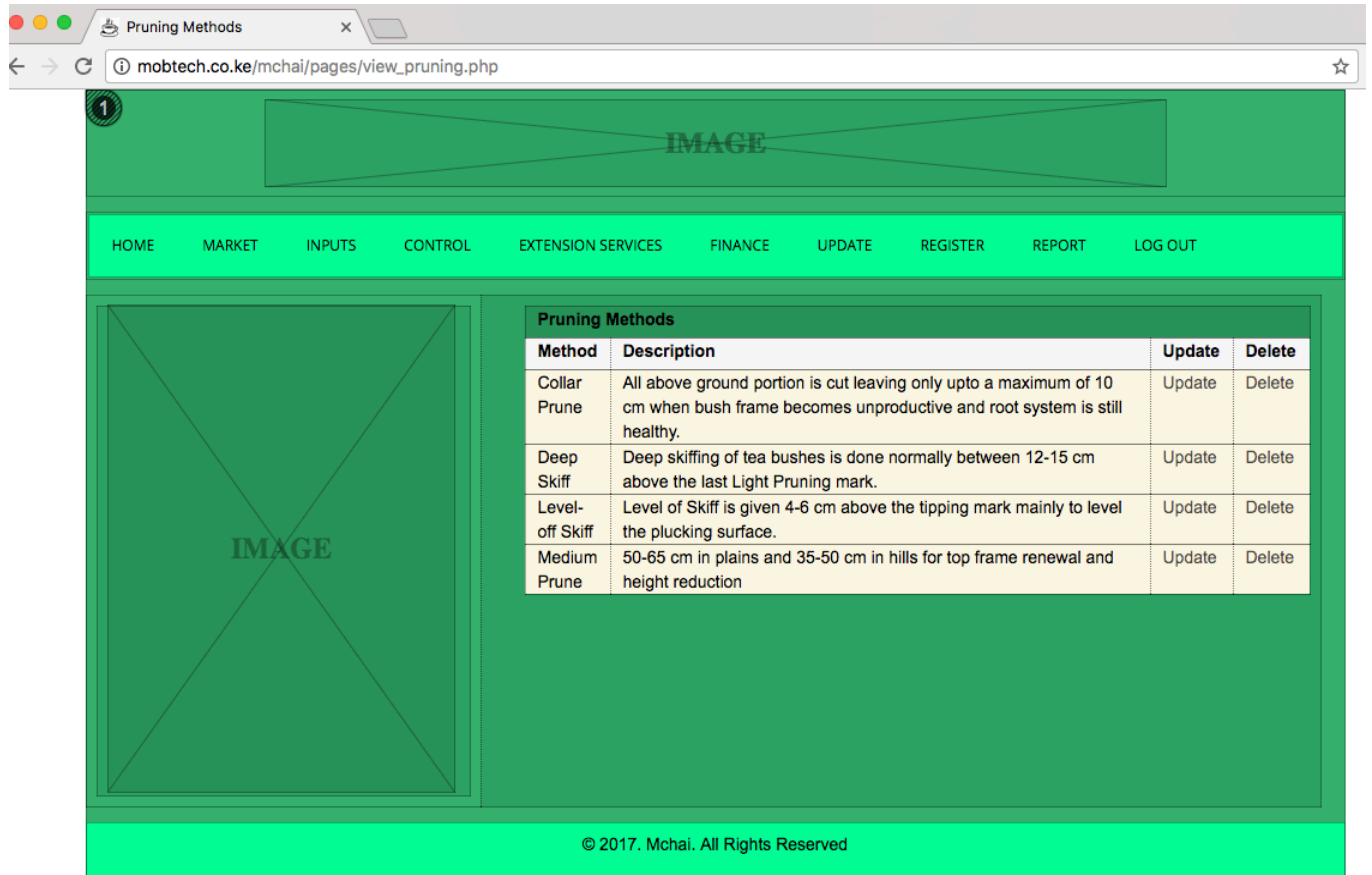 Pruning Methods
mobtech.co.ke/mchai/pages/view_pruning.php
1
IMAGE
HOME MARKET INPUTS CONTROL EXTENSION SERVICES FINANCE UPDATE REGISTER REPORT LOG OUT
IMAGE
Pruning Methods
Method Description Update Delete
Collar All above ground portion is cut leaving only upto a maximum of 10 Update Delete
Prune cm when bush frame becomes unproductive and root system is still
healthy.
Deep Deep skiffing of tea bushes is done normally between 12-15 cm Update Delete
Skiff above the last Light Pruning mark.
Level- Level of Skiff is given 4-6 cm above the tipping mark mainly to level Update Delete
off Skiff the plucking surface.
Medium 50-65 cm in plains and 35-50 cm in hills for top frame renewal and Update Delete
Prune height reduction
© 2017. Mchai. All Rights Reserved